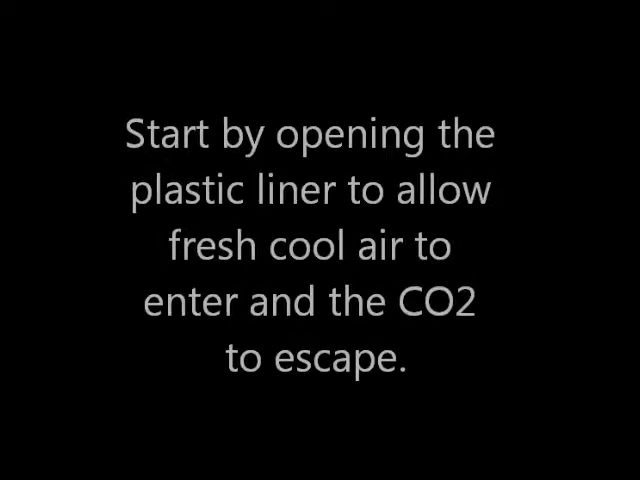 Start by opening the
plastic liner to allow
fresh cool air to
enter and the CO2
to escape.